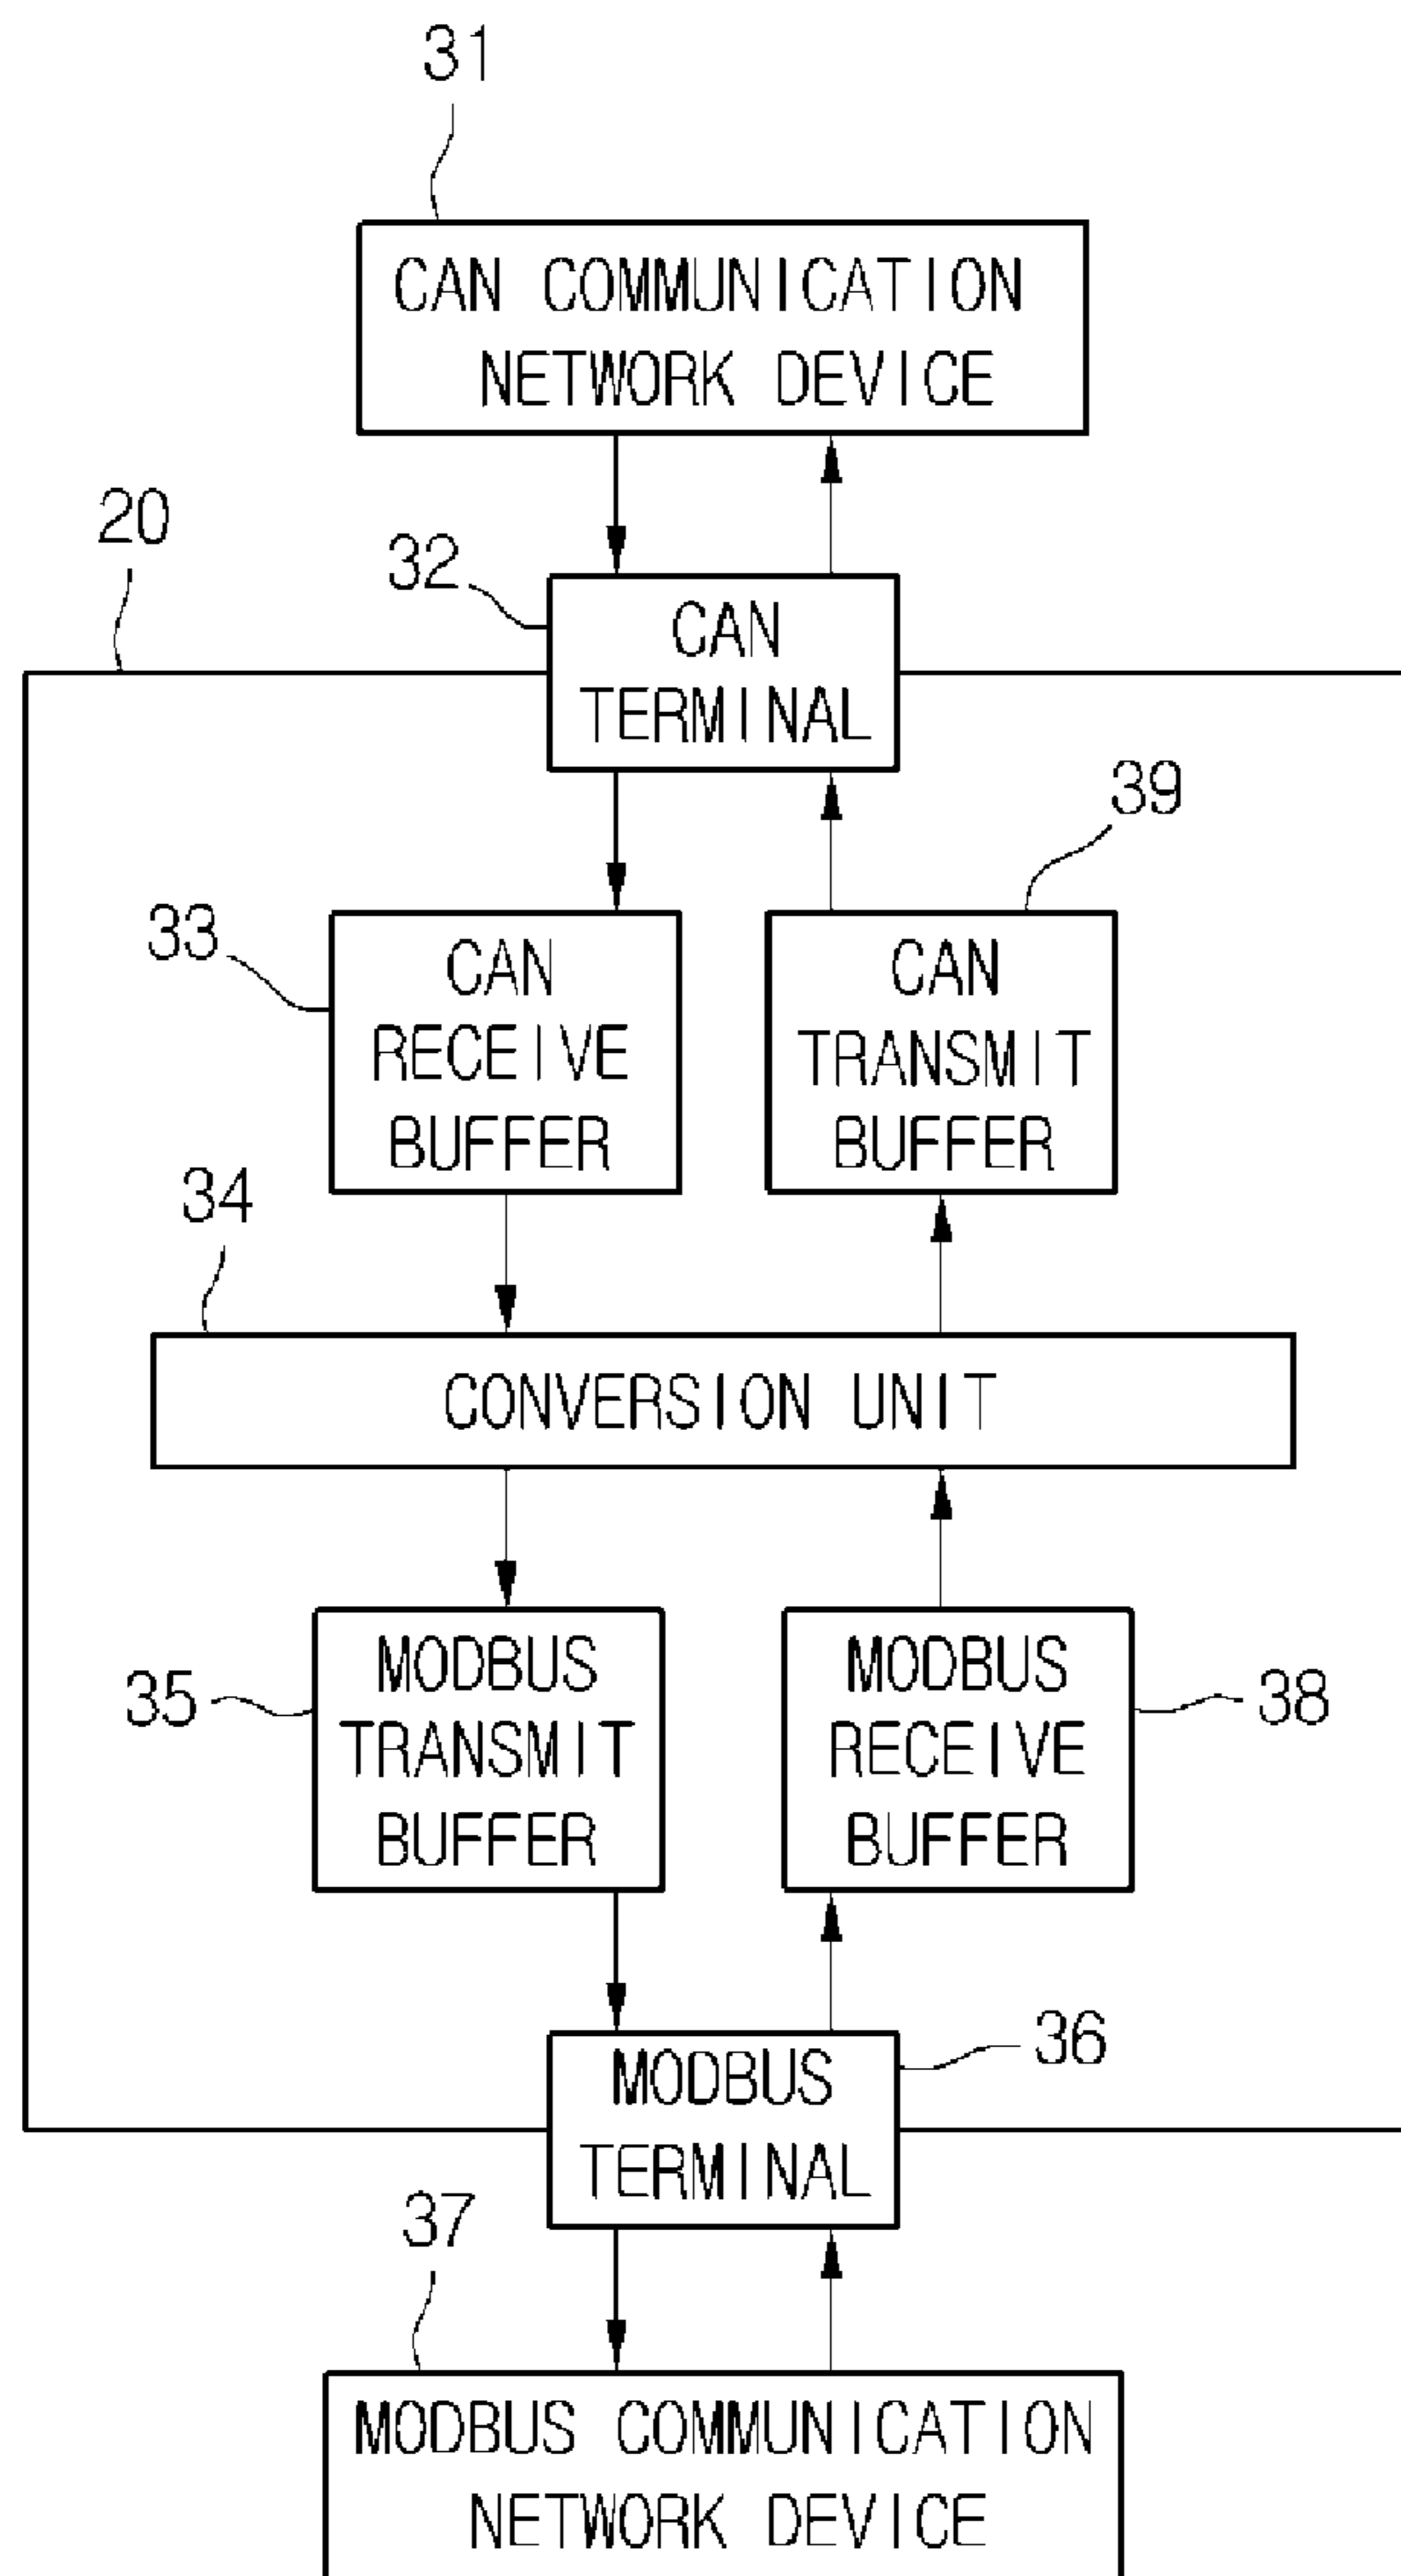 31
CAN COMMUNICATION
NETWORK DEVICE
20
32
CAN
TERMINAL
39
33
CAN
RECEIVE
BUFFER
CAN
TRANSMIT
BUFFER
34
CONVERSION UNIT
35
MODBUS
TRANSMIT
BUFFER
MODBUS
RECEIVE
BUFFER
38
36
MODBUS
TERMINAL
37
MODBUS COMMUNICATION
NETWORK DEVICE